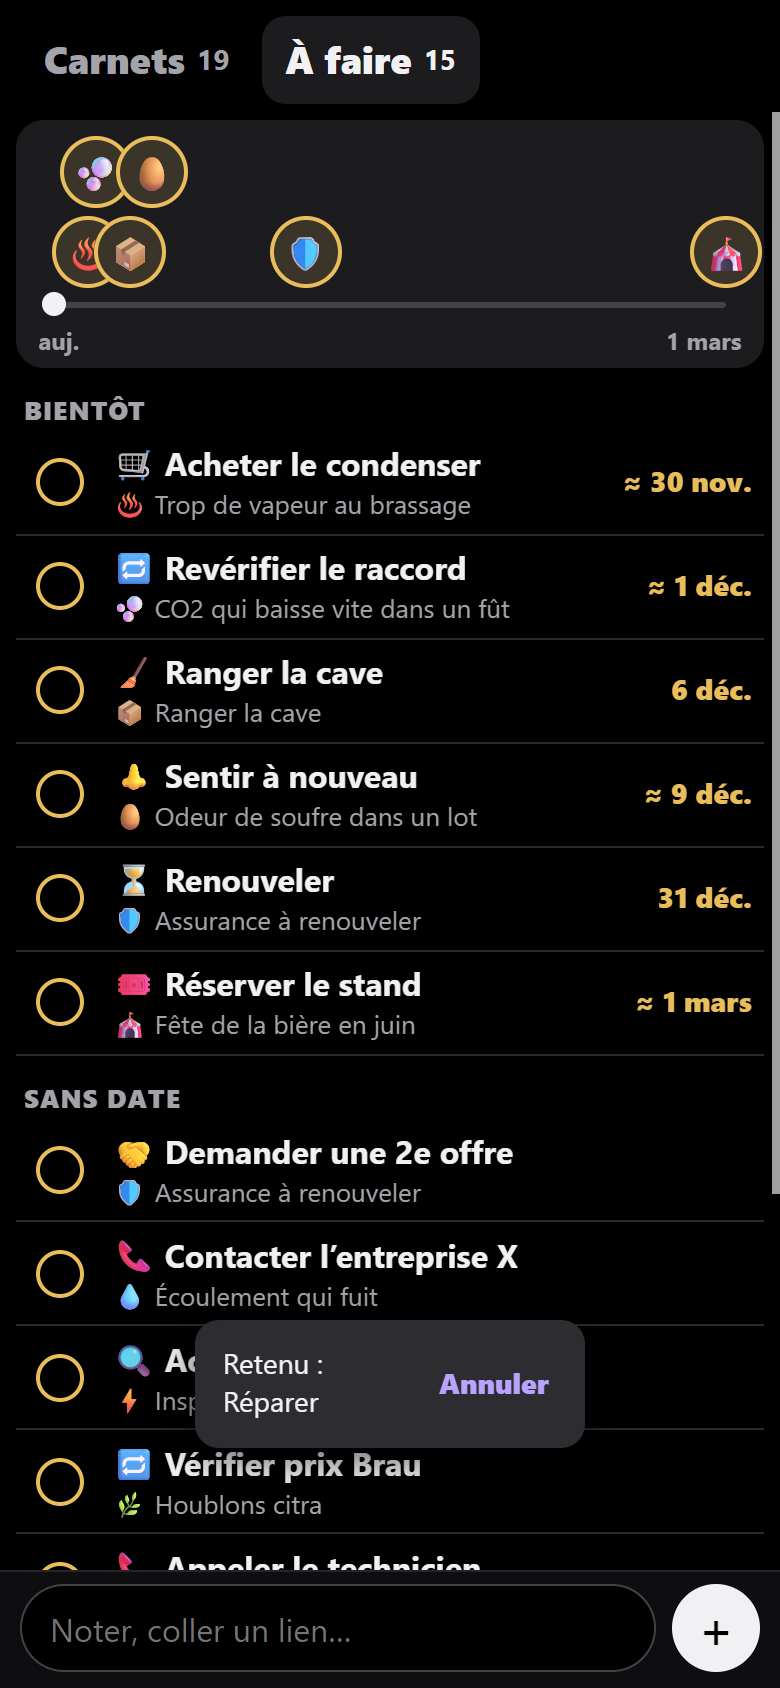 Carnets 19
À faire 15
auj.
1 mars
BIENTÔT
Acheter le condenser
≈ 30 nov.
Trop de vapeur au brassage
Revérifier le raccord
≈ 1 déc.
CO2 qui baisse vite dans un fût
Ranger la cave
6 déc.
Ranger la cave
Sentir à nouveau
≈ 9 déc.
Odeur de soufre dans un lot
Renouveler
31 déc.
Assurance à renouveler
Réserver le stand
≈ 1 mars
Fête de la bière en juin
SANS DATE
Demander une 2e offre
Assurance à renouveler
Contacter l’entreprise X
Écoulement qui fuit
Retenu :
Réparer
Annuler
Vérifier prix Brau
Houblons citra
Appeler le technicien
Noter, coller un lien…
+